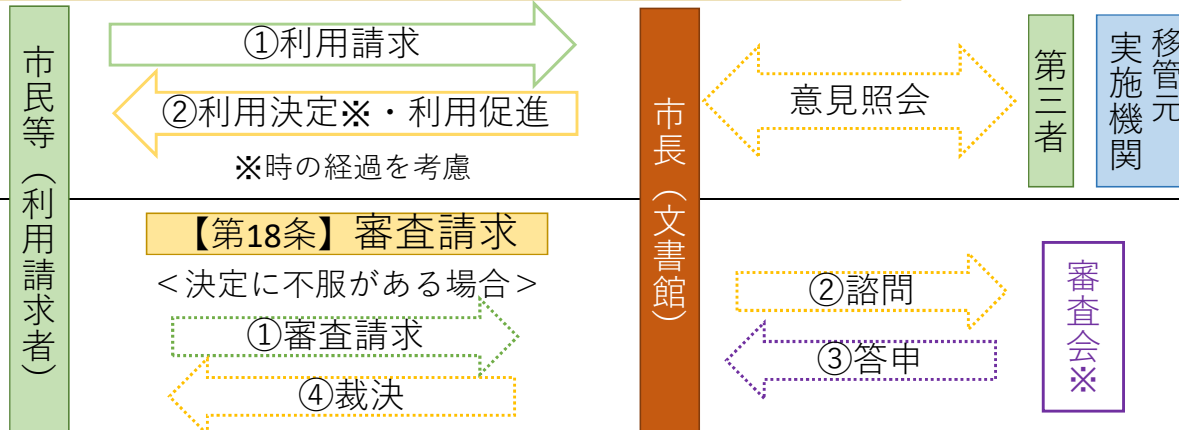 市民等（利用請求者）
①利用請求
②利用決定※・利用促進
※時の経過を考慮
市長（文書館）
意見照会
第三者
移管元
実施機関
【第18条】審査請求
＜決定に不服がある場合＞
①審査請求
④裁決
②諮問
③答申
審査会※